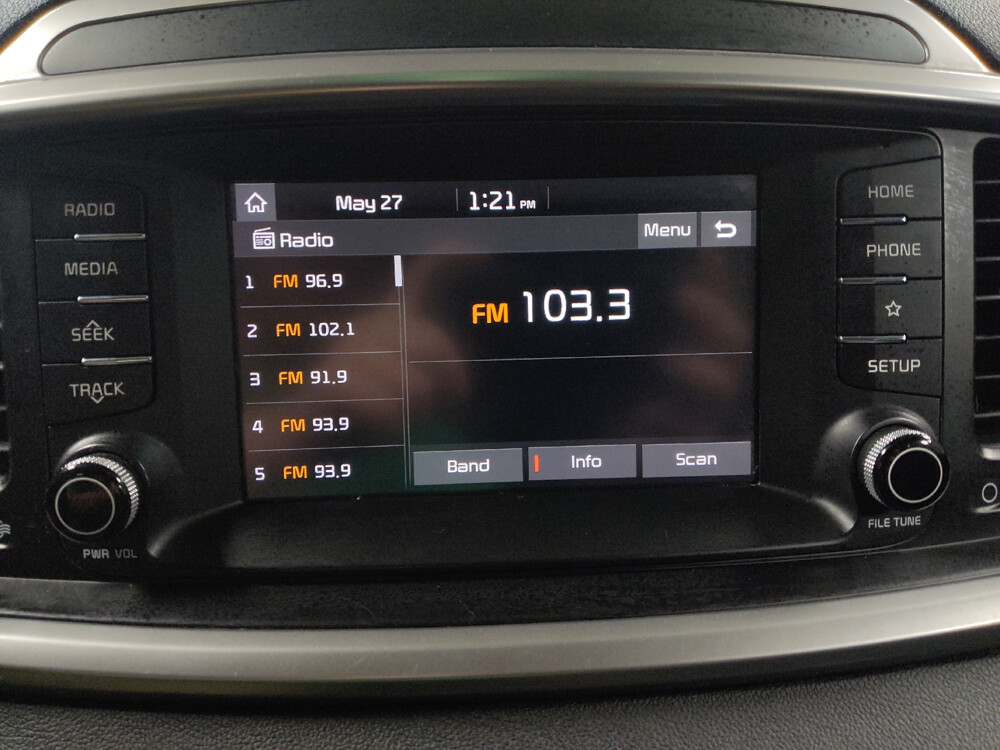 May 27 1:21 PM
Radio Menu
1 FM 96.9
2 FM 102.1
3 FM 91.9
4 FM 93.9
5 FM 93.9
FM 103.3
Band Info Scan
RADIO
MEDIA
SEEK
TRACK
PWR VOL
HOME
PHONE
SETUP
FILE TUNE